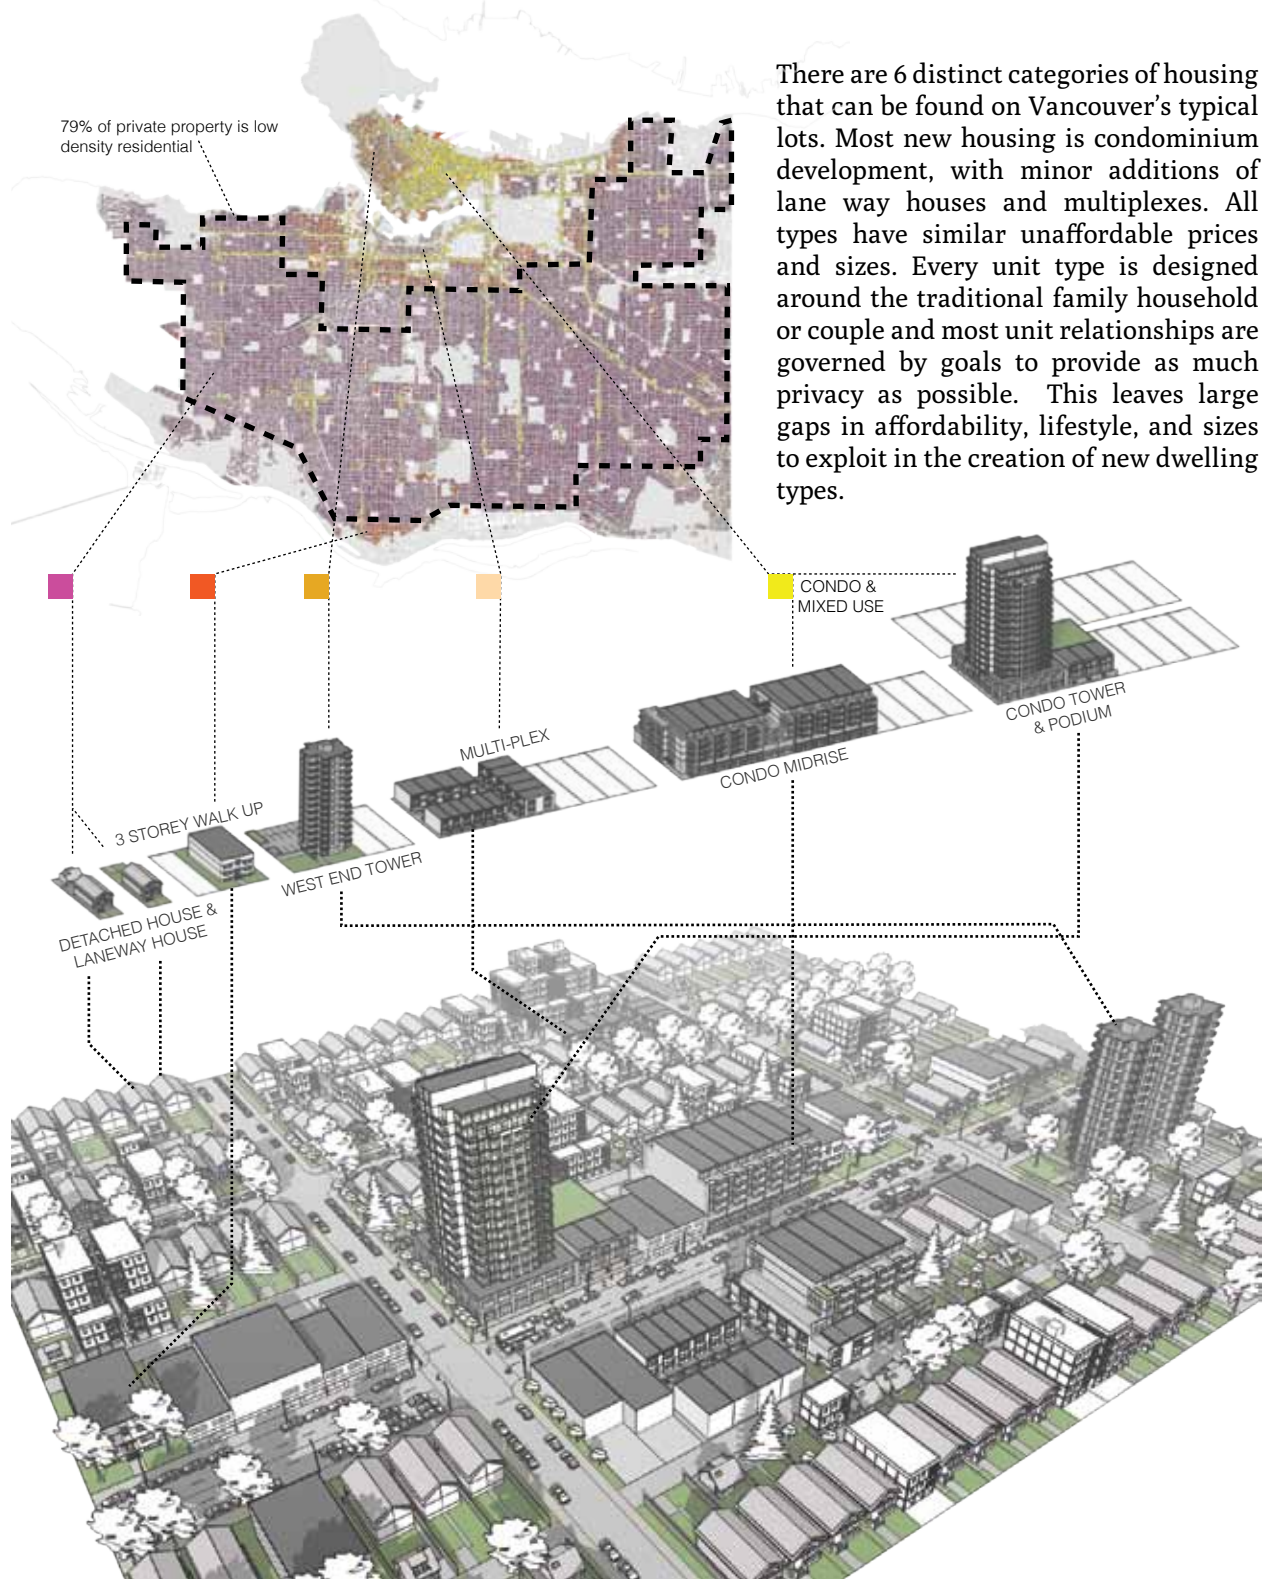 79% of private property is low
density residential
There are 6 distinct categories of housing
that can be found on Vancouver's typical
lots. Most new housing is condominium
development, with minor additions of
lane way houses and multiplexes. All
types have similar unaffordable prices
and sizes. Every unit type is designed
around the traditional family household
or couple and most unit relationships are
governed by goals to provide as much
privacy as possible. This leaves large
gaps in affordability, lifestyle, and sizes
to exploit in the creation of new dwelling
types.
CONDO &
MIXED USE
CONDO TOWER
& PODIUM
MULTI-PLEX
CONDO MIDRISE
3 STOREY WALK UP
WEST END TOWER
DETACHED HOUSE &
LANEWAY HOUSE